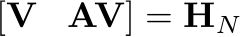 [V AV] = H_N